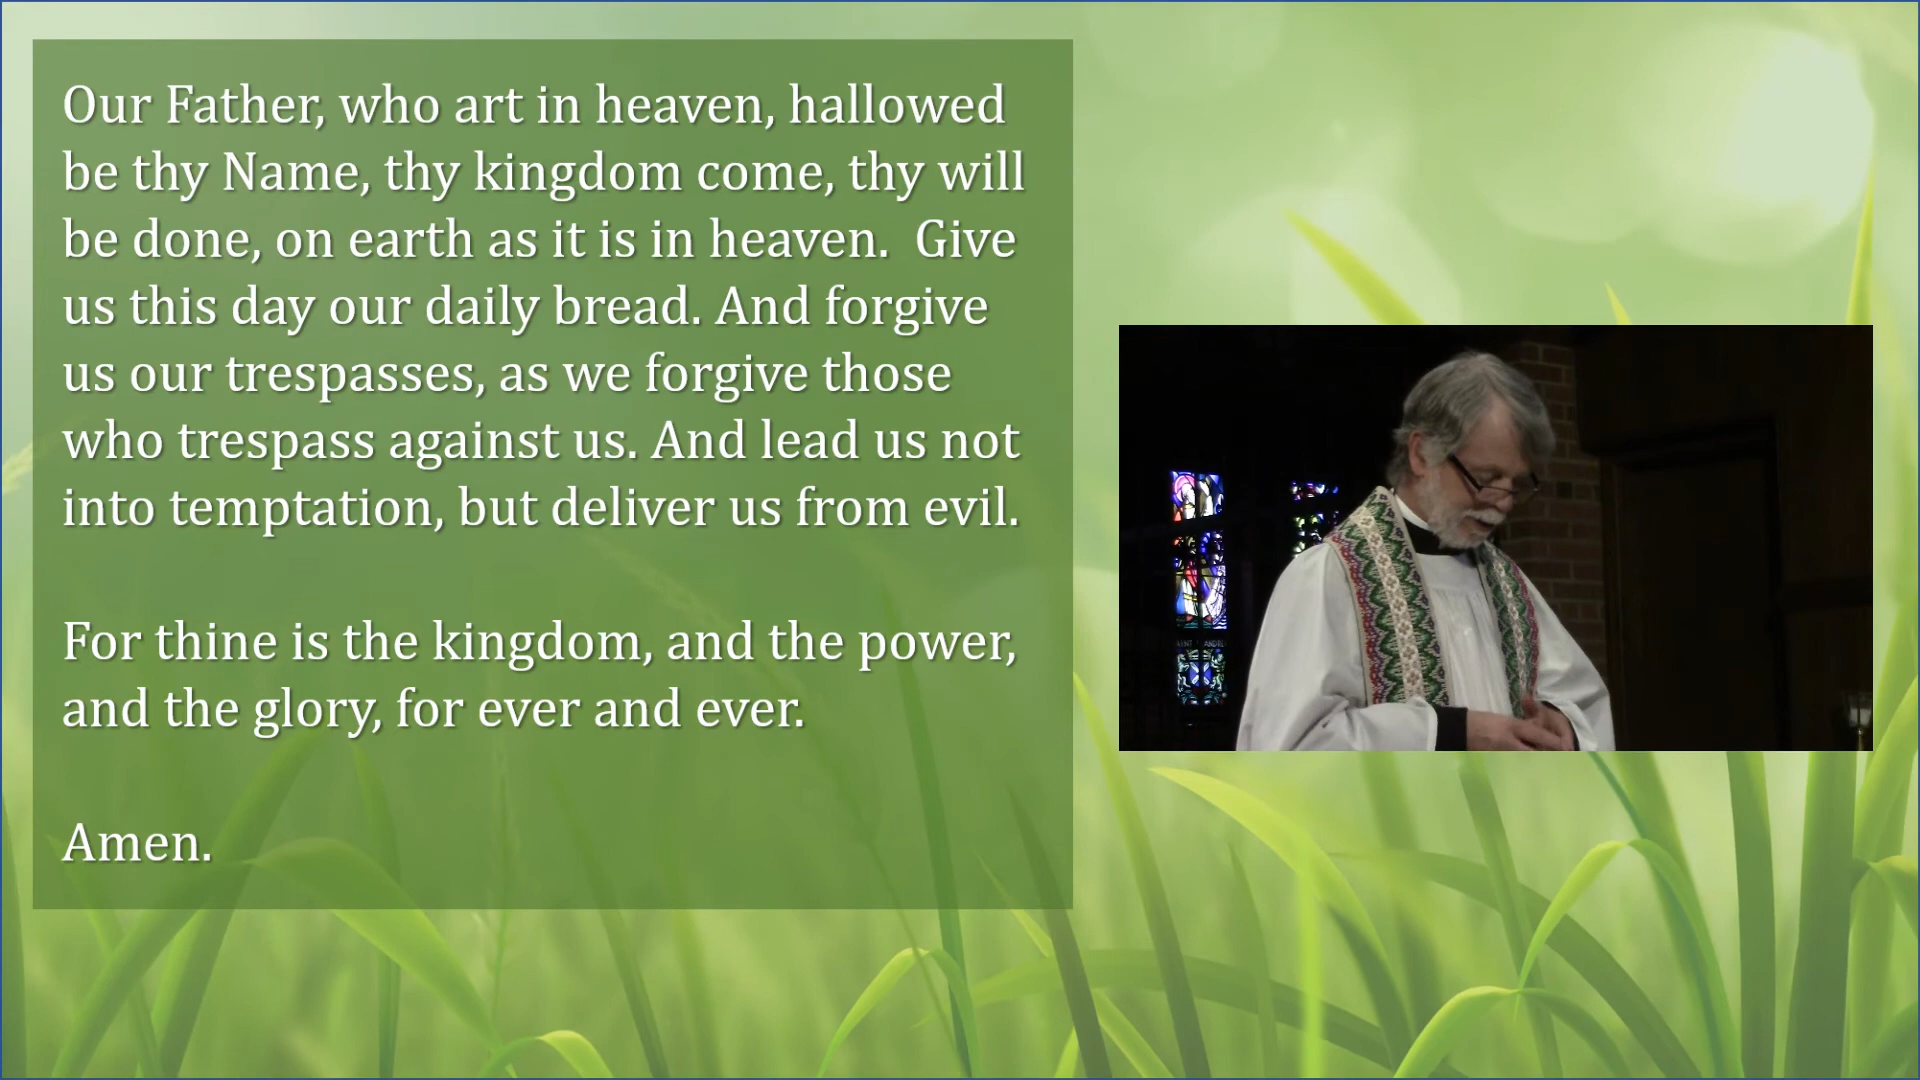 Our Father, who art in heaven, hallowed
be thy Name, thy kingdom come, thy will
be done, on earth as it is in heaven.  Give
us this day our daily bread. And forgive
us our trespasses, as we forgive those
who trespass against us. And lead us not
into temptation, but deliver us from evil.
For thine is the kingdom, and the power,
and the glory, for ever and ever.
Amen.